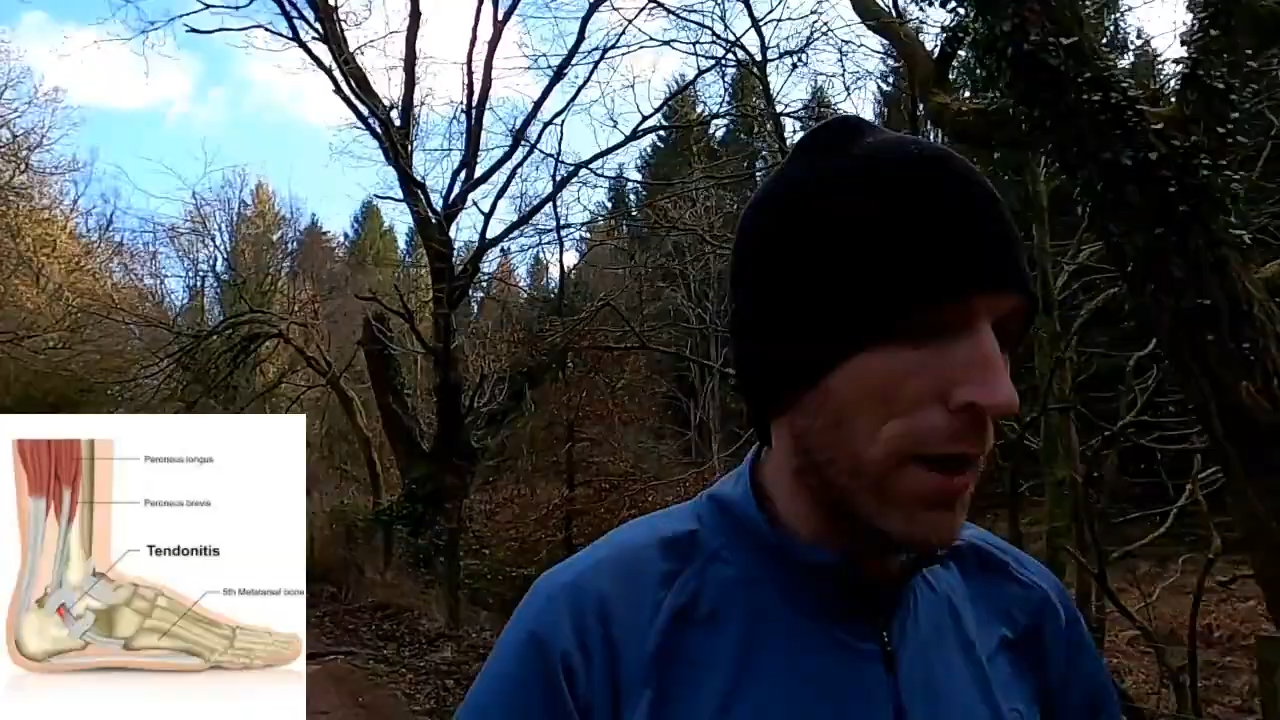 Peroneus longus
Peroneus brevis
Tendonitis
5th Metatarsal bone